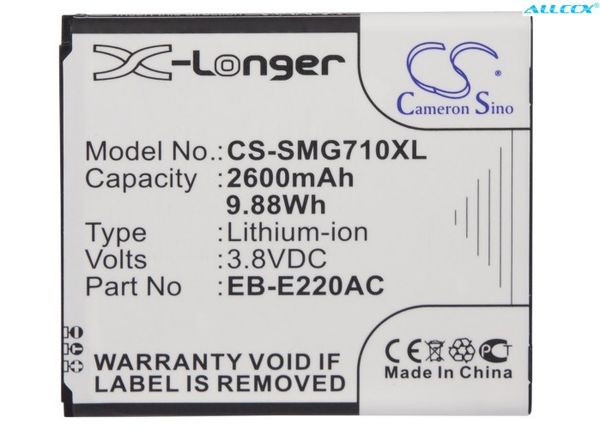 ALLCCX
X-Longer
CS
Cameron Sino
Model No.: CS-SMG710XL
Capacity : 2600mAh
9.88Wh
Type : Lithium-ion
Volts : 3.8VDC
Part No : EB-E220AC
WARRANTY VOID IF
LABEL IS REMOVED
CE PCT
Made In China